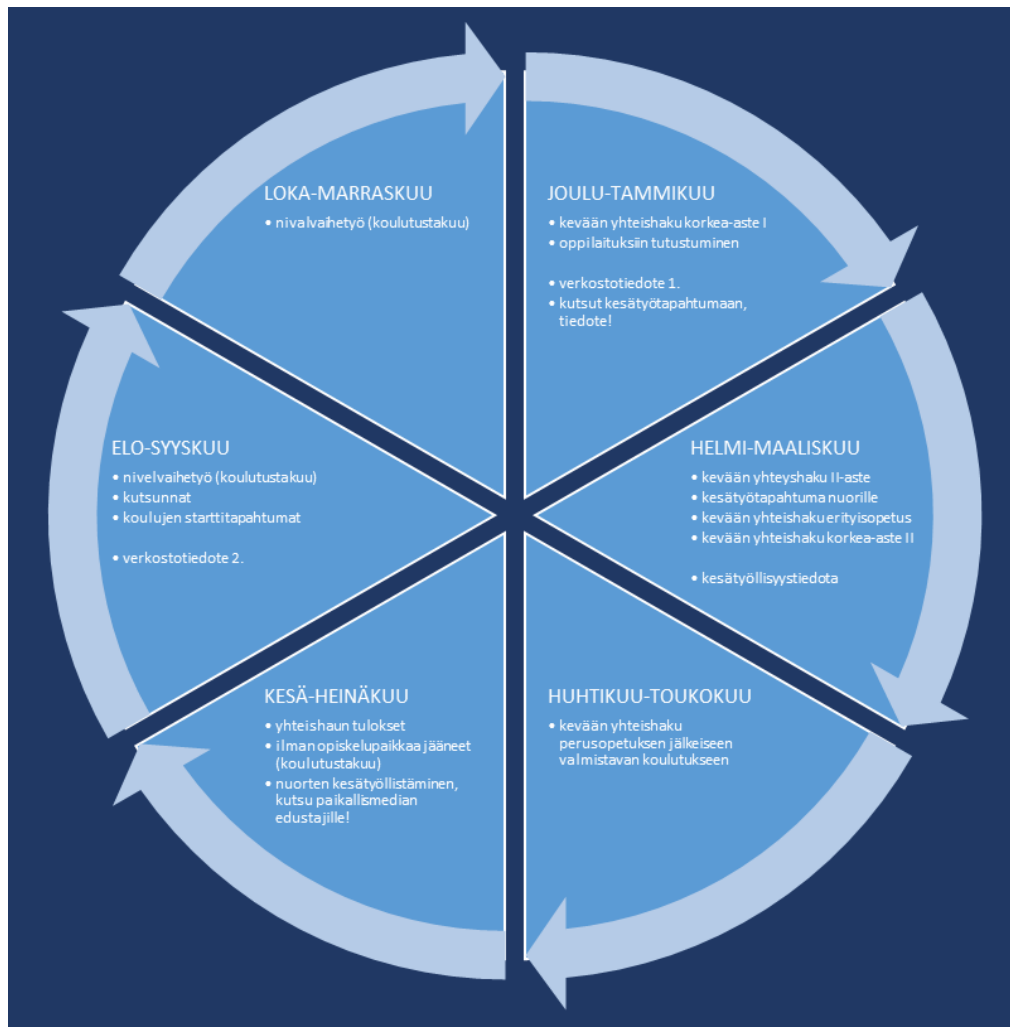 LOKA-MARRASKUU
• nivalvaihetyö (koulutustakuu)
JOULU-TAMMIKUU
• kevään yhteishaku korkea-aste I
• oppilaituksiin tutustuminen
• verkostotiedote 1.
• kutsut kesätyötapahtumaan,
tiedote!
HELMI-MAALISKUU
• kevään yhteyshaku II-aste
• kesätyötapahtuma nuorille
• kevään yhteishaku erityisopetus
• kevään yhteishaku korkea-aste II
• kesätyöllisyystiedota
HUHTIKUU-TOUKOKUU
• kevään yhteishaku
perusopetuksen jälkeiseen
valmistavan koulutukseen
KESÄ-HEINÄKUU
• yhteishaun tulokset
• ilman opiskelupaikkaa jääneet
(koulutustakuu)
• nuorten kesätyöllistäminen,
kutsu paikallismedian
edustajille!
ELO-SYYSKUU
• nivelvaihetyö (koulutustakuu)
• kutsunnat
• koulujen starttitapahtumat
• verkostotiedote 2.